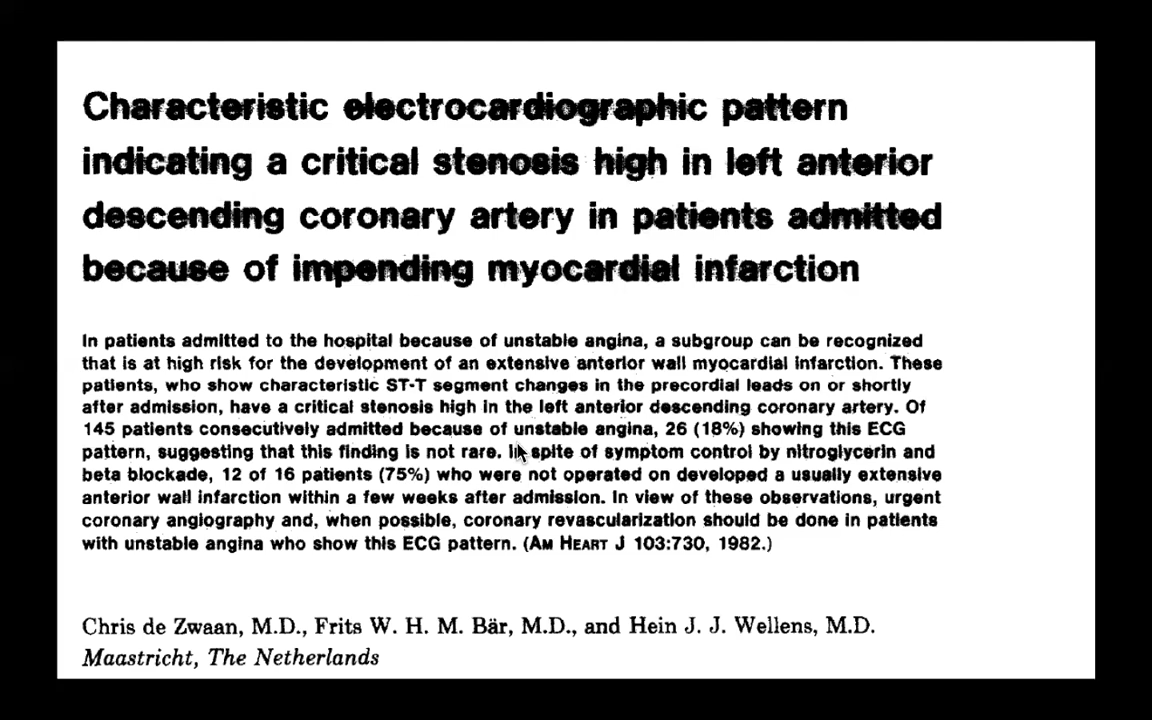 Characteristic electrocardiographic pattern
indicating a critical stenosis high in left anterior
descending coronary artery in patients admitted
because of impending myocardial infarction
In patients admitted to the hospital because of unstable angina, a subgroup can be recognized
that is at high risk for the development of an extensive anterior wall myocardial infarction. These
patients, who show characteristic ST-T segment changes in the precordial leads on or shortly
after admission, have a critical stenosis high in the left anterior descending coronary artery. Of
145 patients consecutively admitted because of unstable angina, 26 (18%) showing this ECG
pattern, suggesting that this finding is not rare. In spite of symptom control by nitroglycerin and
beta blockade, 12 of 16 patients (75%) who were not operated on developed a usually extensive
anterior wall infarction within a few weeks after admission. In view of these observations, urgent
coronary angiography and, when possible, coronary revascularization should be done in patients
with unstable angina who show this ECG pattern. (AM HEART J 103:730, 1982.)
Chris de Zwaan, M.D., Frits W. H. M. Bär, M.D., and Hein J. J. Wellens, M.D.
Maastricht, The Netherlands